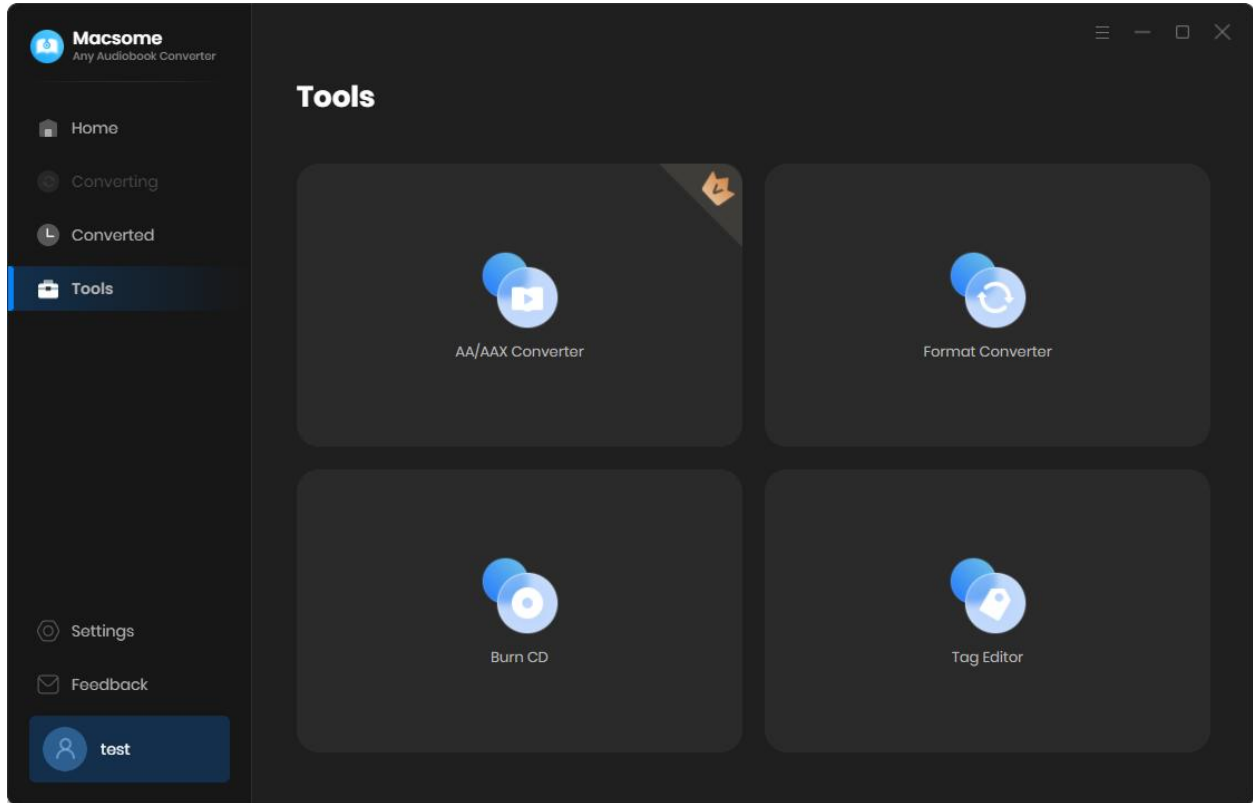 Macsome
Any Audiobook Converter
Home
Converting
Converted
Tools
Settings
Feedback
test
Tools
AA/AAX Converter
Format Converter
Burn CD
Tag Editor